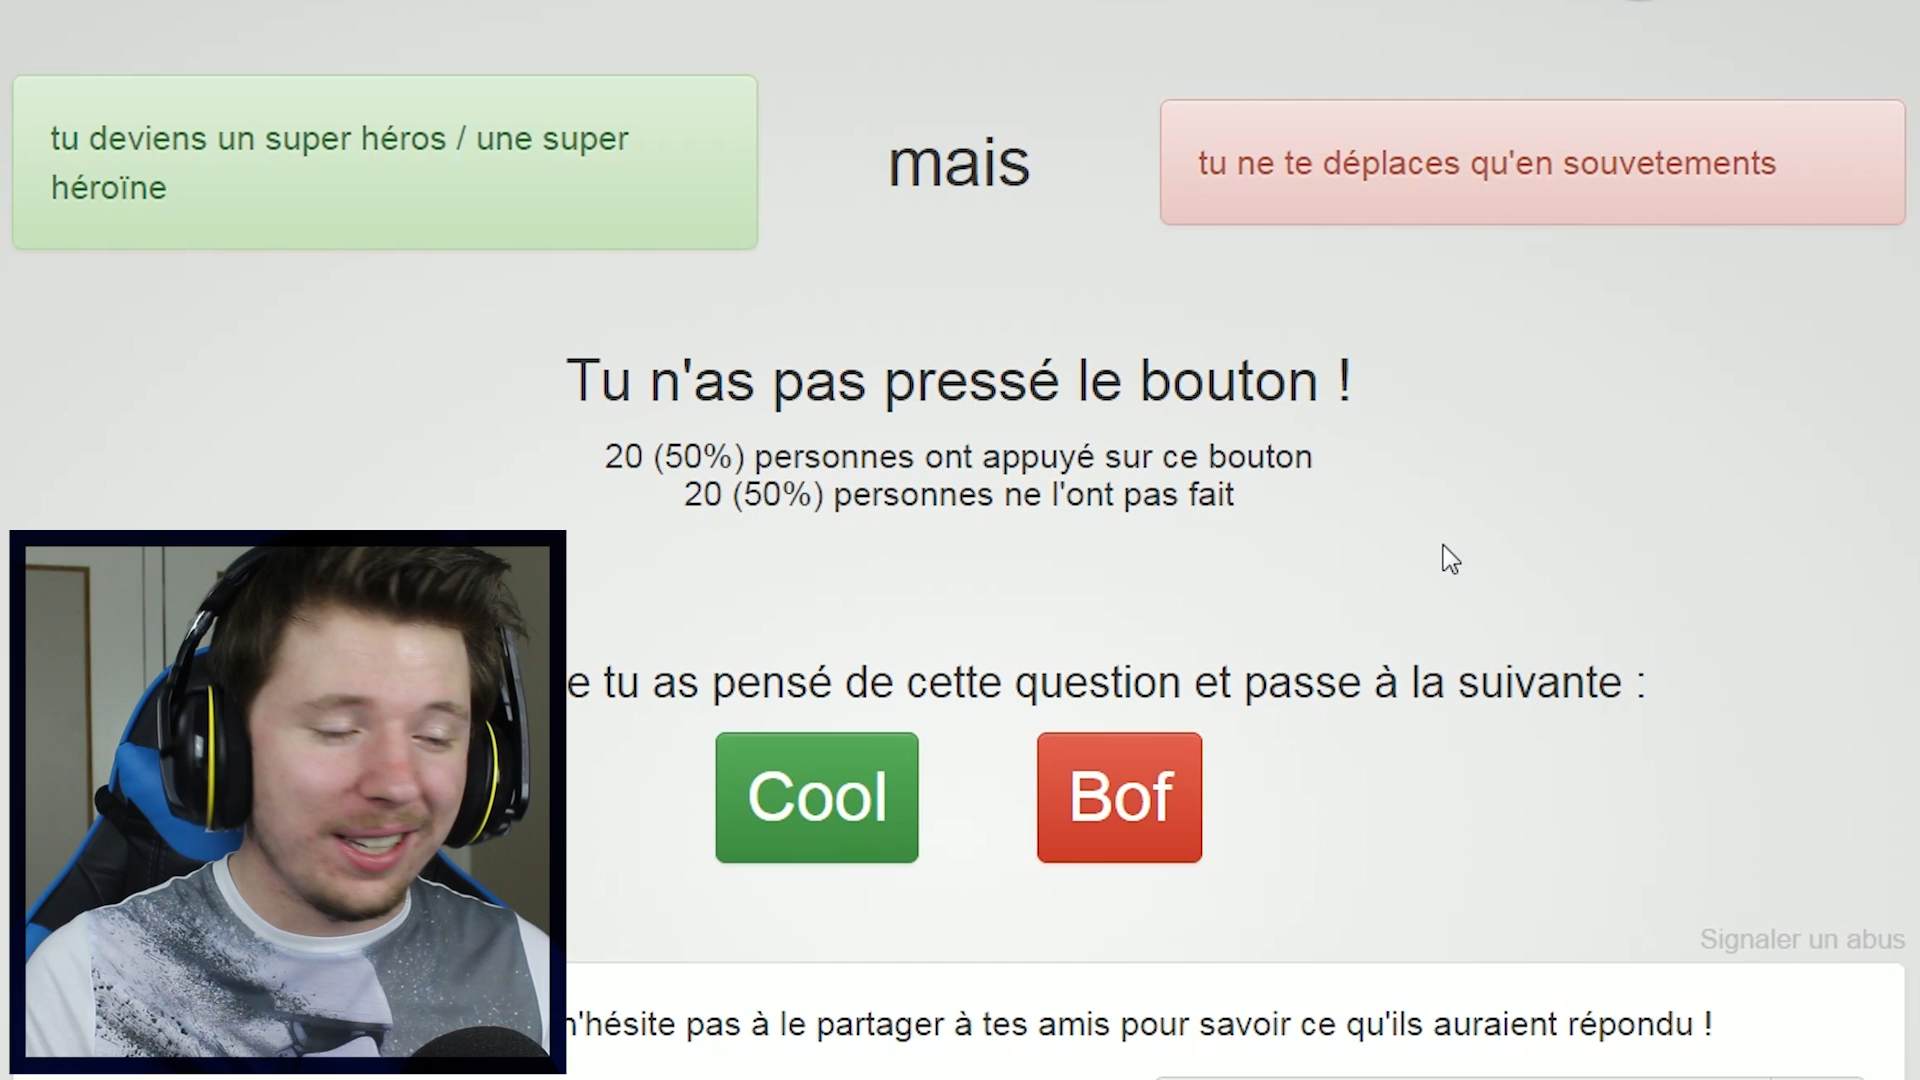 tu deviens un super héros / une super
héroïne
mais
tu ne te déplaces qu'en souvetements
Tu n'as pas pressé le bouton !
20 (50%) personnes ont appuyé sur ce bouton
20 (50%) personnes ne l'ont pas fait
tu as pensé de cette question et passe à la suivante :
Cool
Bof
Signaler un abus
n'hésite pas à le partager à tes amis pour savoir ce qu'ils auraient répondu !